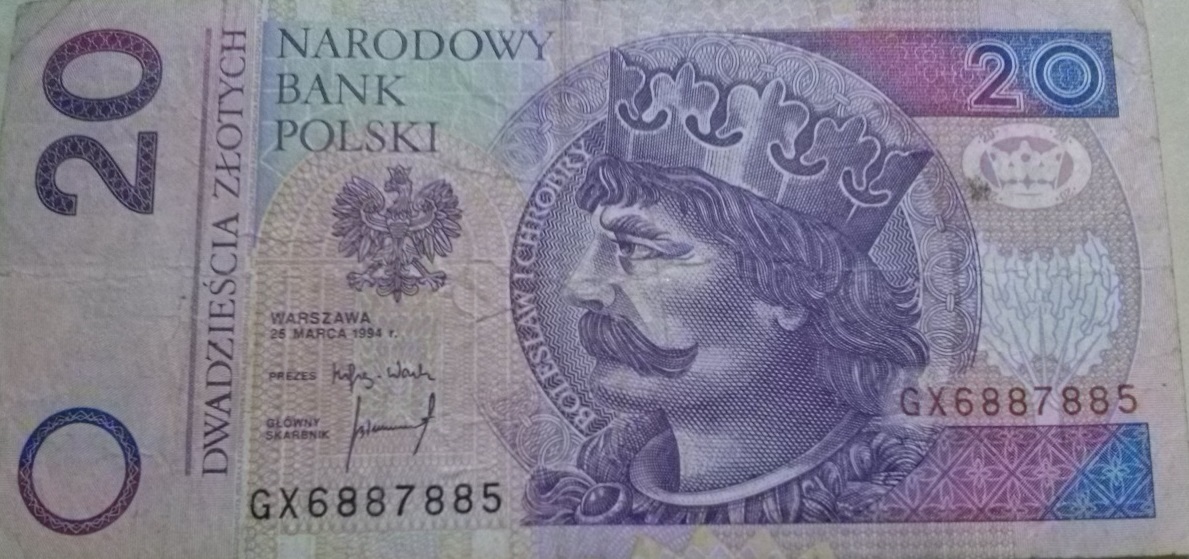 20
DWADZIEŚCIA ZŁOTYCH
NARODOWY
BANK
POLSKI
WARSZAWA
25 MARCA 1994 r.
PREZES
GŁÓWNY
SKARBNIK
GX6887885
BOLESŁAW I CHROBRY
20
GX6887885